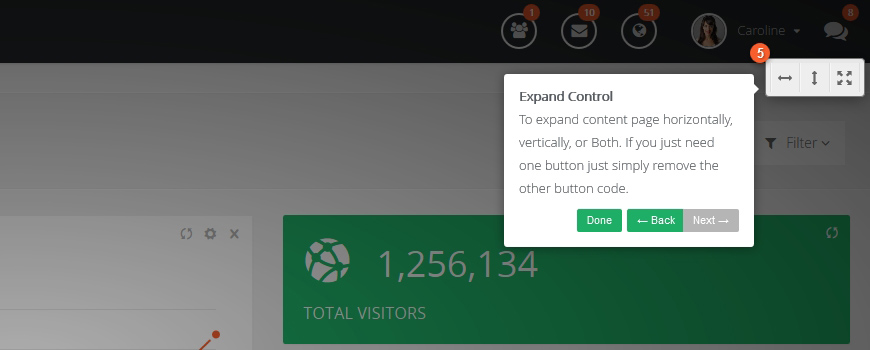 1
10
51
Caroline
8
5
Expand Control
To expand content page horizontally,
vertically, or Both. If you just need
one button just simply remove the
other button code.
Done
← Back
Next →
Filter
1,256,134
TOTAL VISITORS